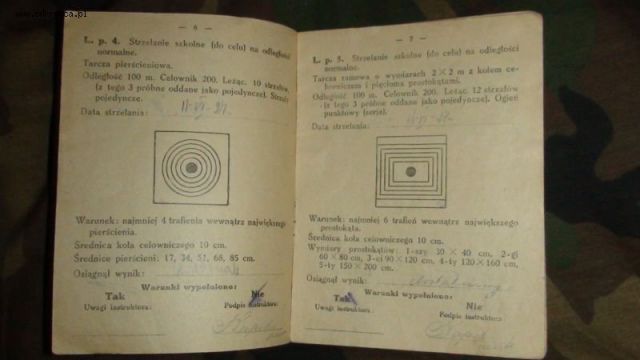 — 6 —
L. p. 4. Strzelanie szkolne (do celu) na odległości
normalne.
Tarcza pierścieniowa.
Odległość 100 m. Celownik 200. Leżąc. 10 strzałów,
(z tego 3 próbne oddane jako pojedyncze). Strzały
pojedyncze.
Data strzelania:
Warunek: najmniej 4 trafienia wewnątrz największego
pierścienia.
Średnica koła celowniczego 10 cm.
Średnice pierścieni: 17, 34, 51, 68, 85 cm.
Osiągnął wynik:
Warunki wypełniono:
Tak Nie
Uwagi instruktora: Podpis instruktora:
— 7 —
L. p. 5. Strzelanie szkolne (do celu) na odległości
normalne.
Tarcza ramowa o wymiarach 2×2 m z kołem ce-
lowniczem i pięcioma prostokątami.
Odległość 100 m. Celownik 200. Leżąc. 12 strzałów
(z tego 3 próbne oddane jako pojedyncze). Ogień
punktowy (serje).
Data strzelania:
Warunek: najmniej 6 trafień wewnątrz największego
prostokąta.
Średnica koła celowniczego 10 cm.
Wymiary prostokątów: 1-szy 30 × 40 cm, 2-gi
60 × 80 cm, 3-ci 90 × 120 cm, 4-ty 120 × 160 cm,
5-ty 150 × 200 cm.
Osiągnął wynik:
Warunki wypełniono:
Tak Nie
Uwagi instruktora: Podpis instruktora: